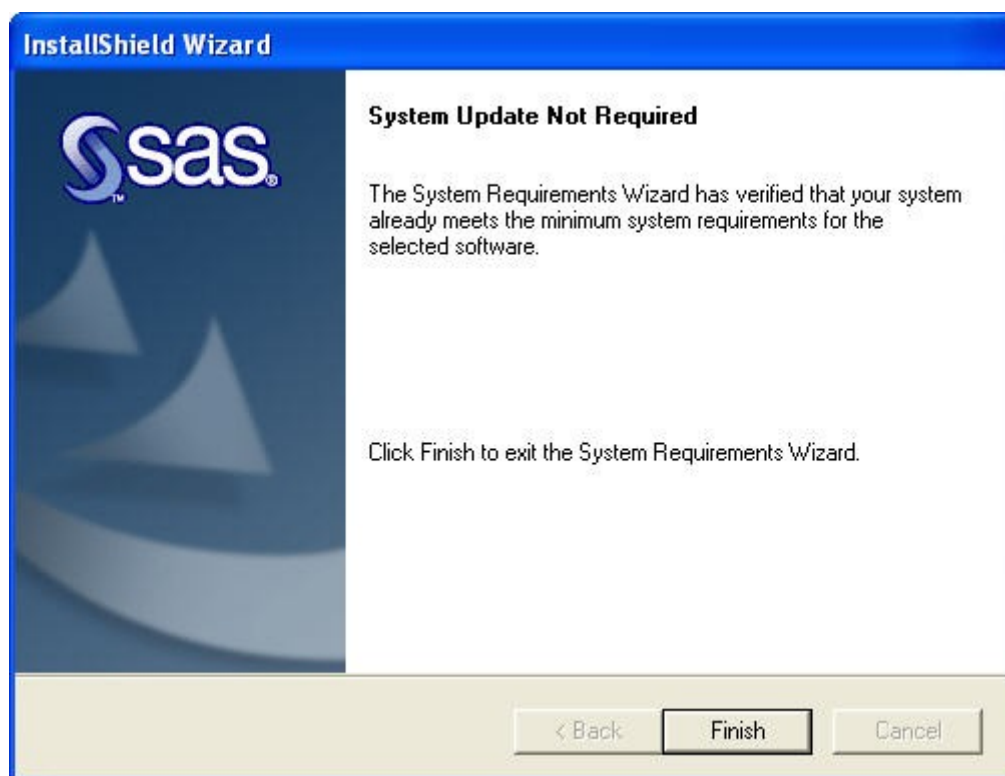 InstallShield Wizard
sas®
TM
System Update Not Required
The System Requirements Wizard has verified that your system
already meets the minimum system requirements for the
selected software.
Click Finish to exit the System Requirements Wizard.
< Back
Finish
Cancel